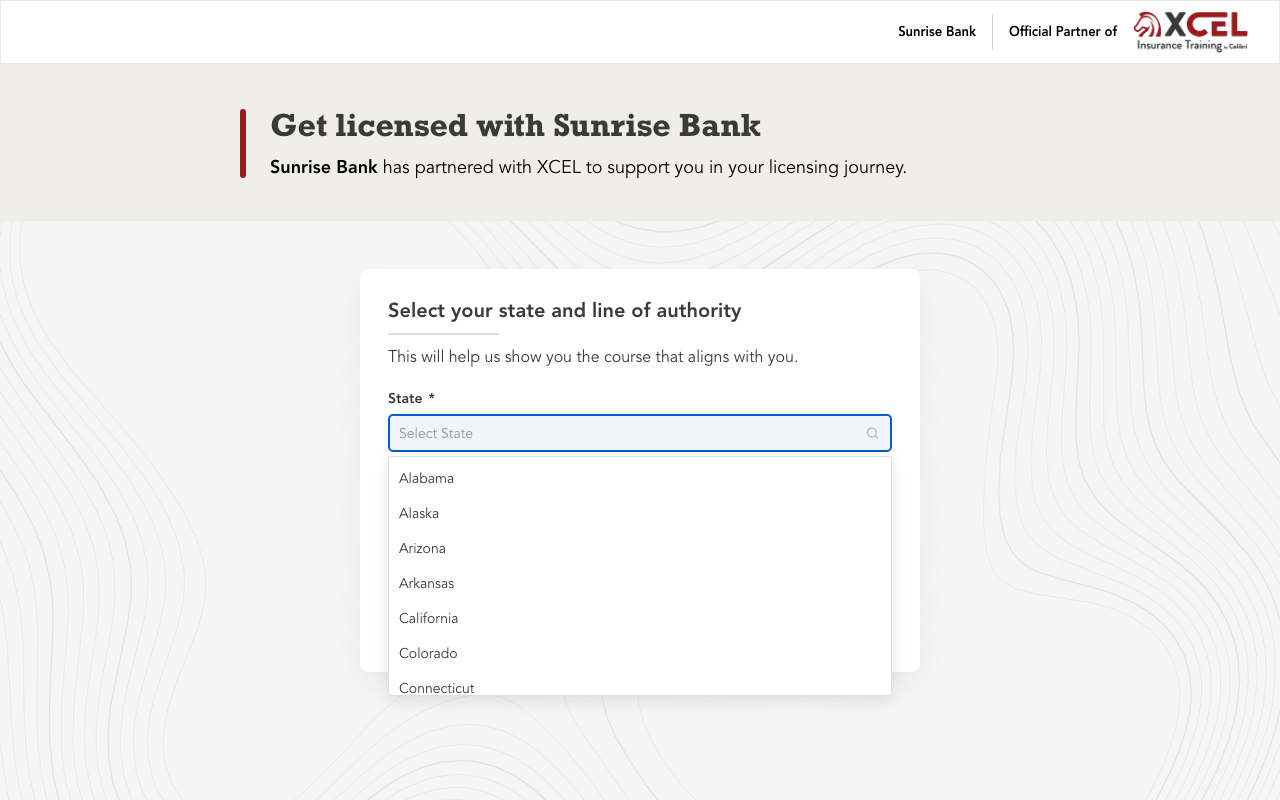 Sunrise Bank
Official Partner of
XCEL
Insurance Training by Colibri
Get licensed with Sunrise Bank
Sunrise Bank has partnered with XCEL to support you in your licensing journey.
Select your state and line of authority
This will help us show you the course that aligns with you.
State *
Select State
Alabama
Alaska
Arizona
Arkansas
California
Colorado
Connecticut